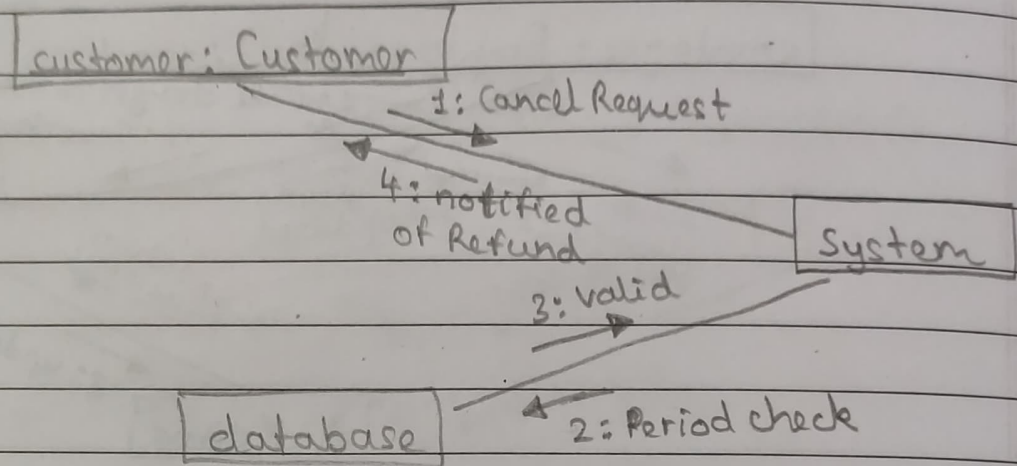 customer: Customer
1: Cancel Request
4: notified
of Refund
System
3: valid
2: Period check
database